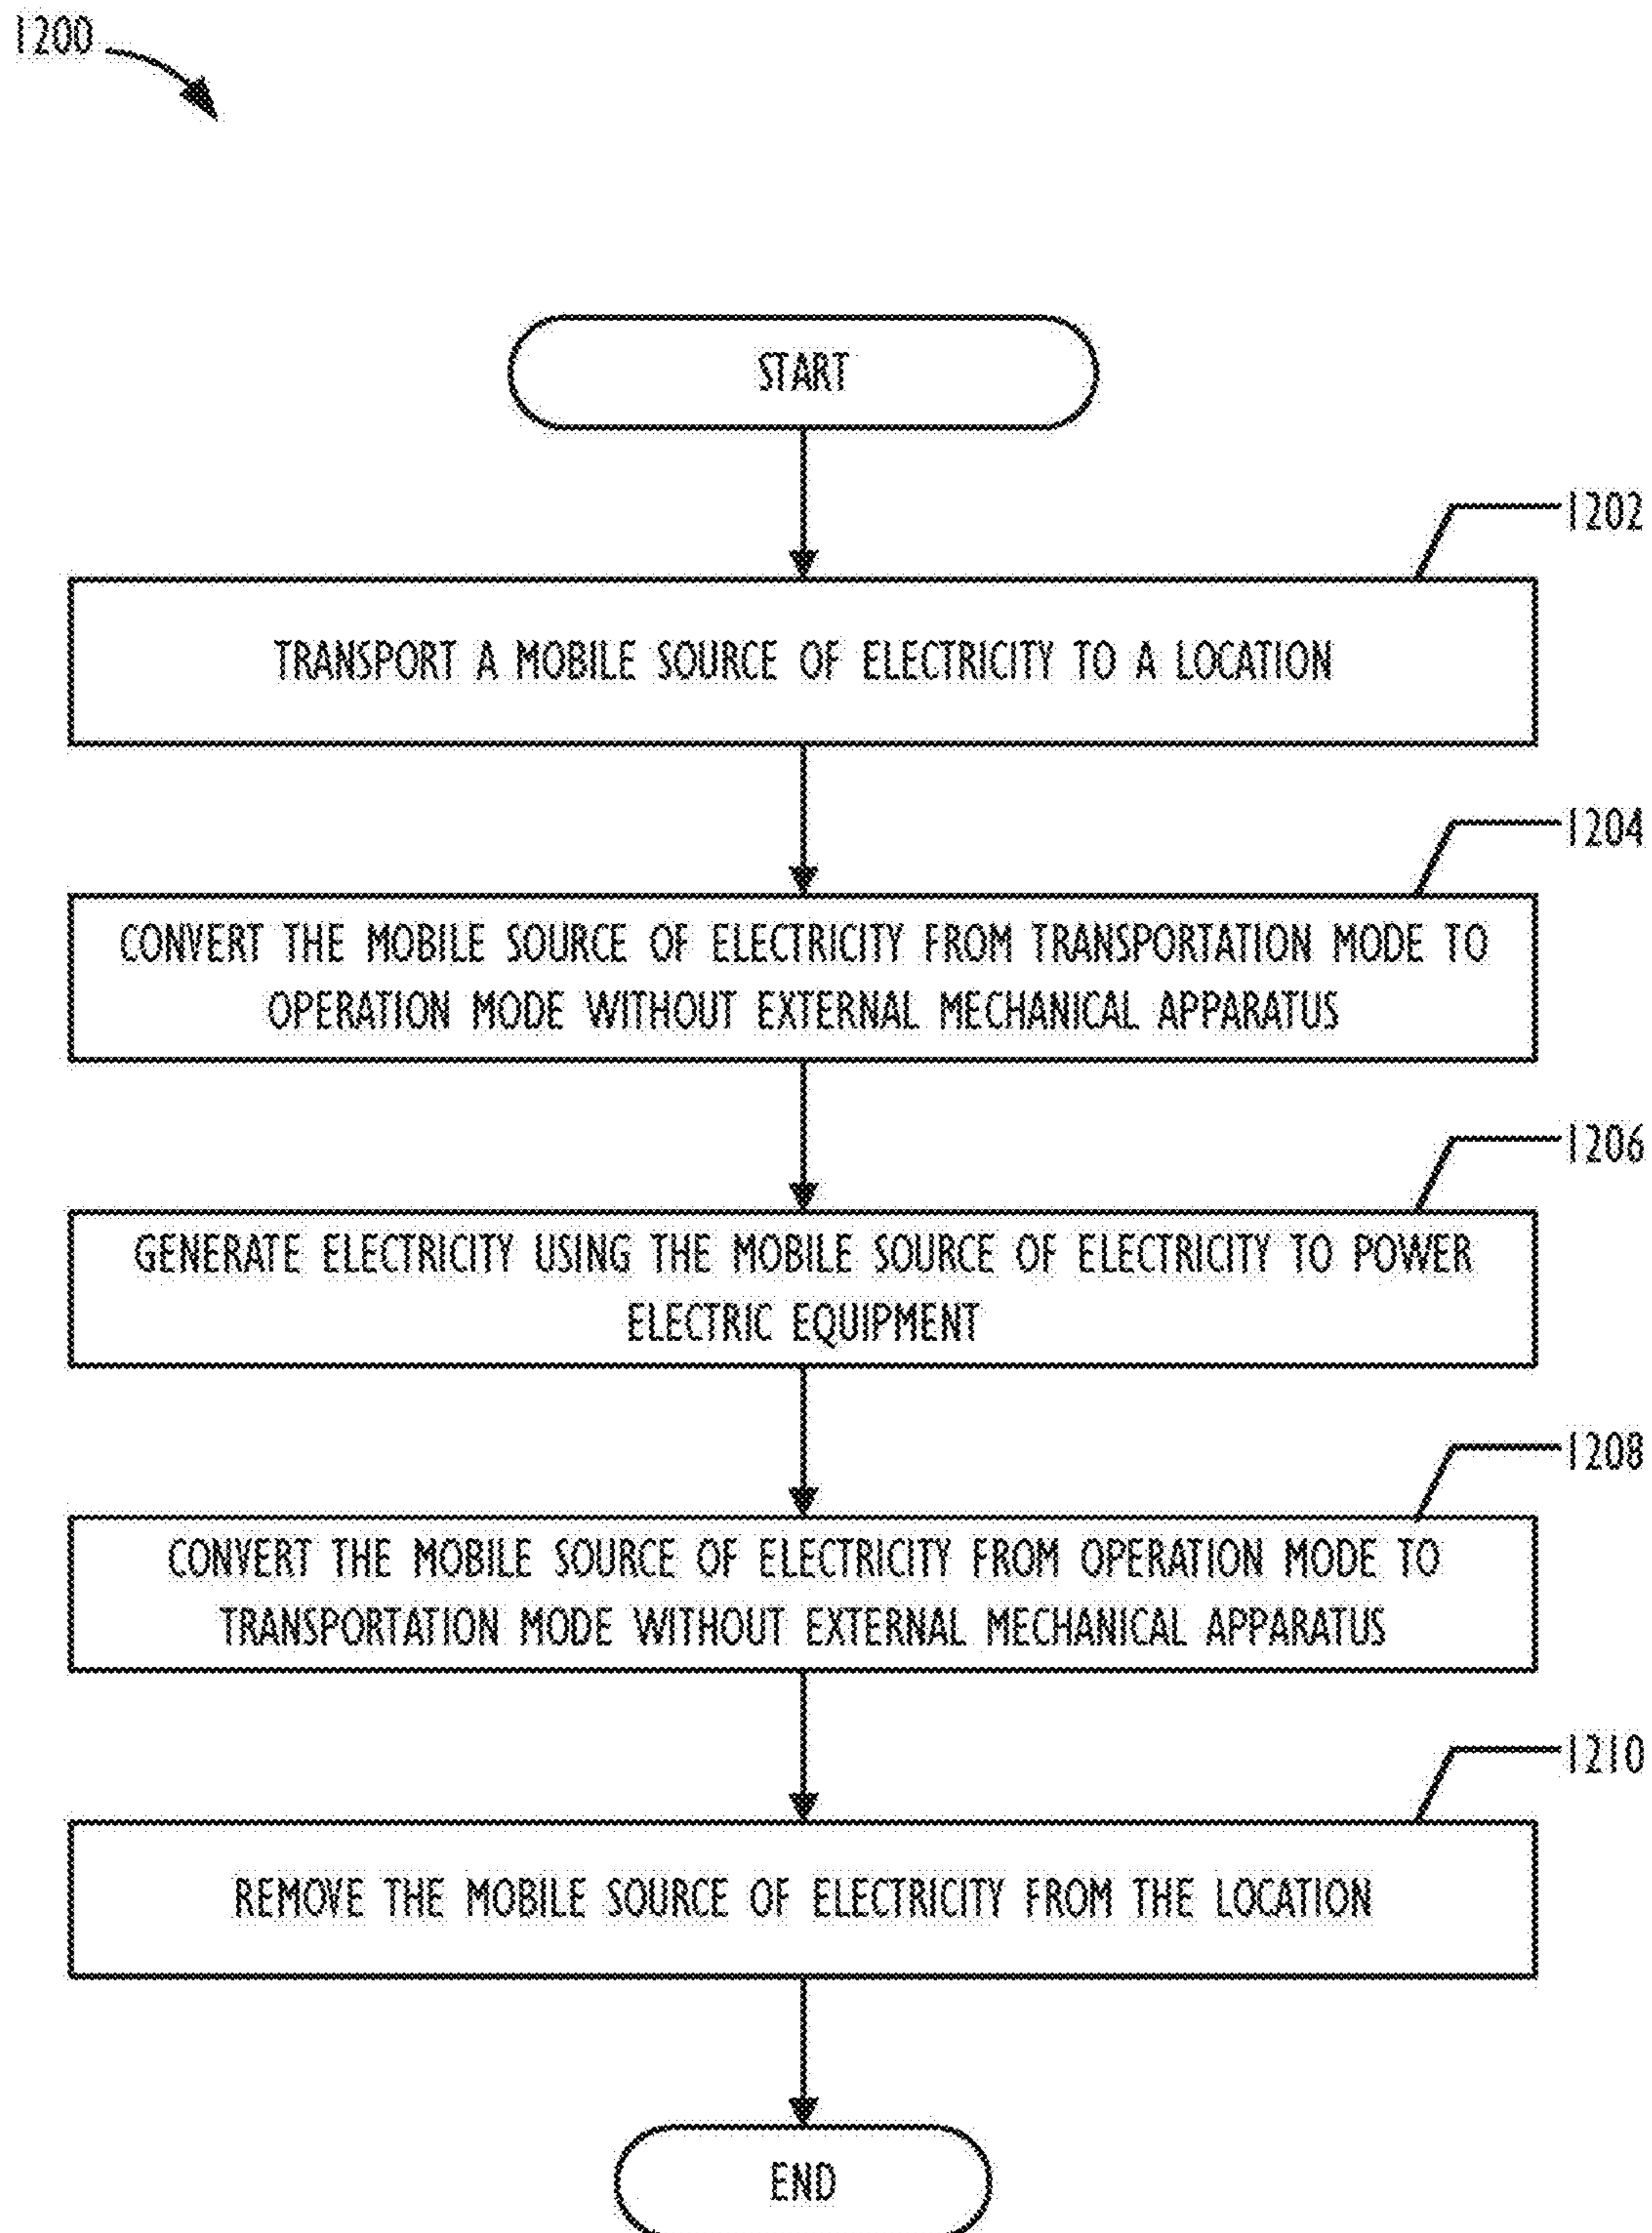 1200
START
1202
TRANSPORT A MOBILE SOURCE OF ELECTRICITY TO A LOCATION
1204
CONVERT THE MOBILE SOURCE OF ELECTRICITY FROM TRANSPORTATION MODE TO
OPERATION MODE WITHOUT EXTERNAL MECHANICAL APPARATUS
1206
GENERATE ELECTRICITY USING THE MOBILE SOURCE OF ELECTRICITY TO POWER
ELECTRIC EQUIPMENT
1208
CONVERT THE MOBILE SOURCE OF ELECTRICITY FROM OPERATION MODE TO
TRANSPORTATION MODE WITHOUT EXTERNAL MECHANICAL APPARATUS
1210
REMOVE THE MOBILE SOURCE OF ELECTRICITY FROM THE LOCATION
END